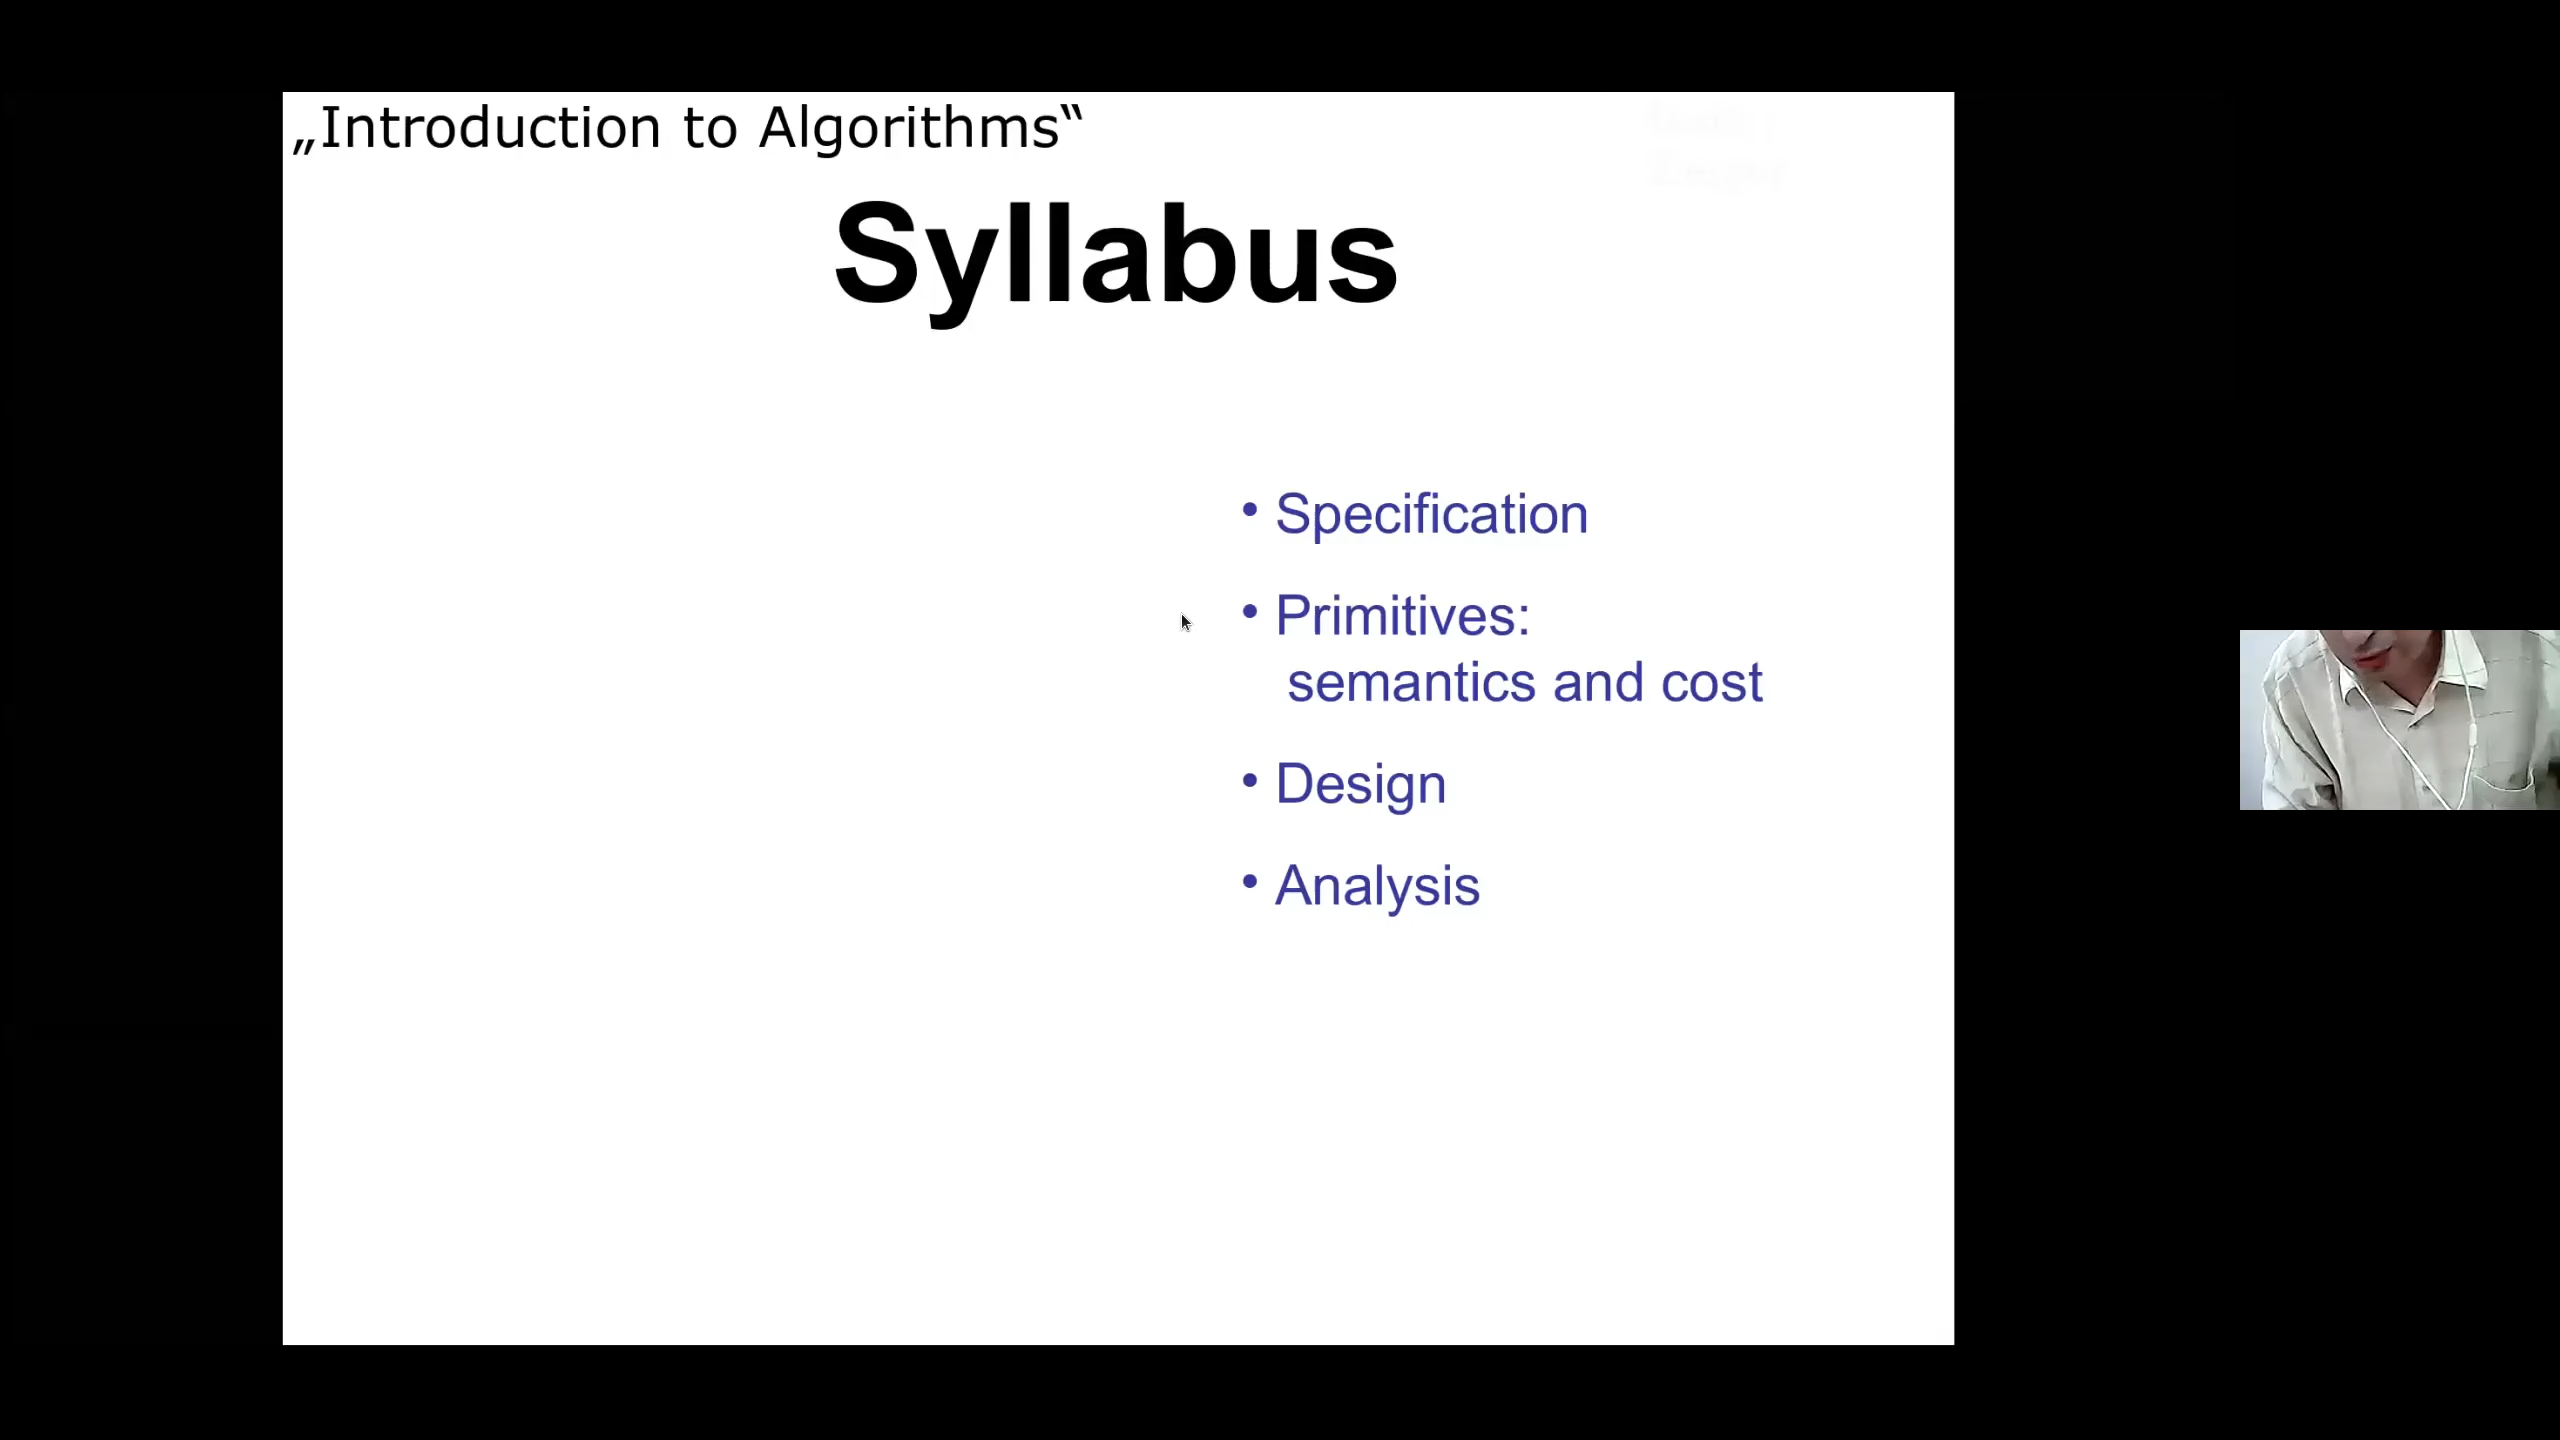 „Introduction to Algorithms“
Syllabus
• Specification
• Primitives:
semantics and cost
• Design
• Analysis